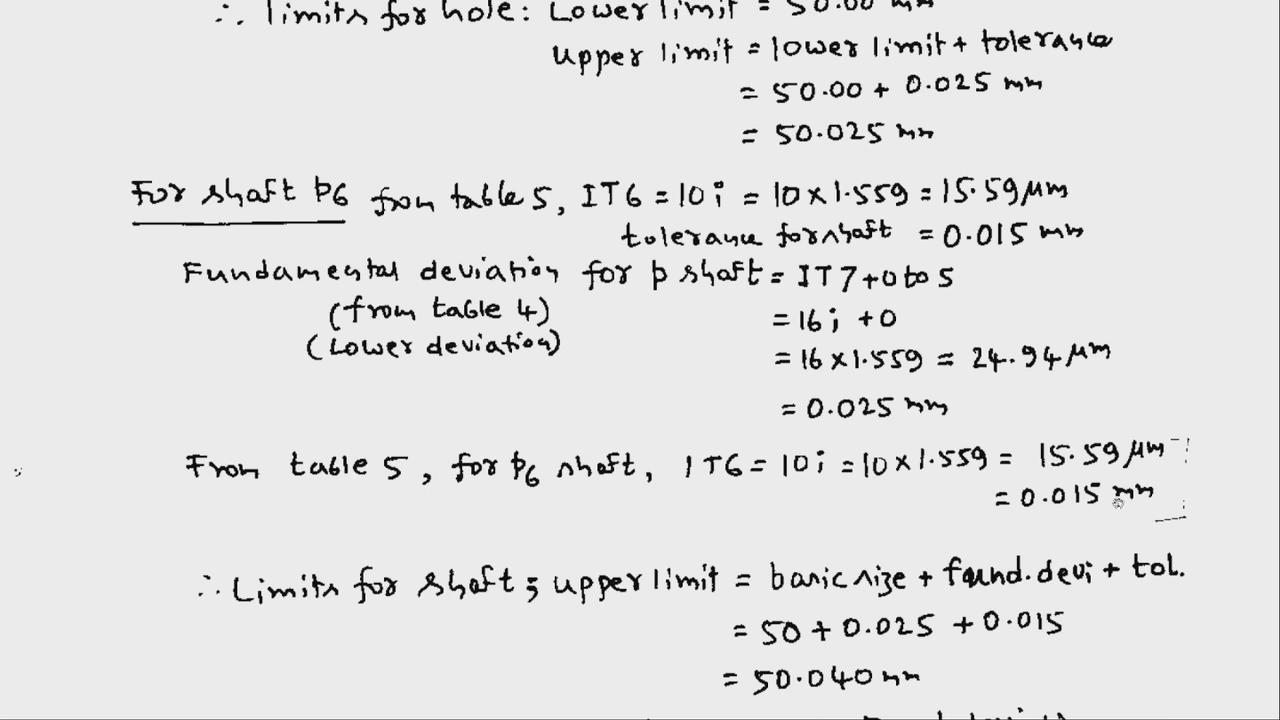 ∴ limits for hole: Lower limit = 50.00 mm
upper limit = lower limit + tolerance
= 50.00 + 0.025 mm
= 50.025 mm
For shaft p6 from table 5, IT6 = 10i = 10 x 1.559 = 15.59 μm
tolerance for shaft = 0.015 mm
Fundamental deviation for p shaft = IT7 + 0 to 5
(from table 4) = 16i + 0
(Lower deviation) = 16 x 1.559 = 24.94 μm
= 0.025 mm
From table 5, for p6 shaft, IT6 = 10i = 10 x 1.559 = 15.59 μm
= 0.015 mm
∴ Limits for shaft; upper limit = basic size + fund. devi + tol.
= 50 + 0.025 + 0.015
= 50.040 mm